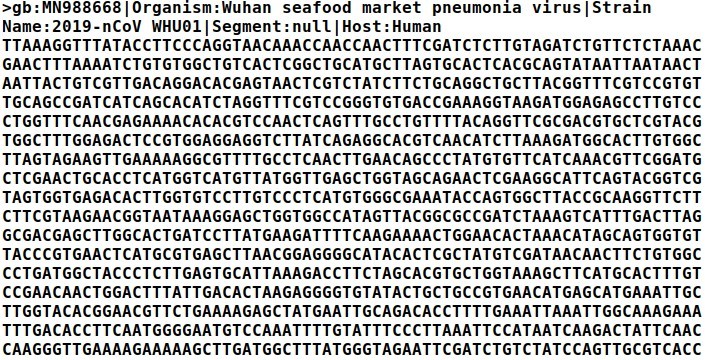 >gb:MN988668|Organism:Wuhan seafood market pneumonia virus|Strain
Name:2019-nCoV WHU01|Segment:null|Host:Human
TTAAAGGTTTATACCTTCCCAGGTAACAAACCAACCAACTTTCGATCTCTTGTAGATCTGTTCTCTAAAC
GAACTTTAAAATCTGTGTGGCTGTCACTCGGCTGCATGCTTAGTGCACTCACGCAGTATAATTAATAACT
AATTACTGTCGTTGACAGGACACGAGTAACTCGTCTATCTTCTGCAGGCTGCTTACGGTTTCGTCCGTGT
TGCAGCCGATCATCAGCACATCTAGGTTTCGTCCGGGTGTGACCGAAAGGTAAGATGGAGAGCCTTGTCC
CTGGTTTCAACGAGAAAACACACGTCCAACTCAGTTTGCCTGTTTTACAGGTTCGCGACGTGCTCGTACG
TGGCTTTGGAGACTCCGTGGAGGAGGTCTTATCAGAGGCACGTCAACATCTTAAAGATGGCACTTGTGGC
TTAGTAGAAGTTGAAAAAGGCGTTTTGCCTCAACTTGAACAGCCCTATGTGTTCATCAAACGTTCGGATG
CTCGAACTGCACCTCATGGTCATGTTATGGTTGAGCTGGTAGCAGAACTCGAAGGCATTCAGTACGGTCG
TAGTGGTGAGACACTTGGTGTCCTTGTCCCTCATGTGGGCGAAATACCAGTGGCTTACCGCAAGGTTCTT
CTTCGTAAGAACGGTAATAAAGGAGCTGGTGGCCATAGTTACGGCGCCGATCTAAAGTCATTTGACTTAG
GCGACGAGCTTGGCACTGATCCTTATGAAGATTTTCAAGAAAACTGGAACACTAAACATAGCAGTGGTGT
TACCCGTGAACTCATGCGTGAGCTTAACGGAGGGGCATACACTCGCTATGTCGATAACAACTTCTGTGGC
CCTGATGGCTACCCTCTTGAGTGCATTAAAGACCTTCTAGCACGTGCTGGTAAAGCTTCATGCACTTTGT
CCGAACAACTGGACTTTATTGACACTAAGAGGGGTGTATACTGCTGCCGTGAACATGAGCATGAAATTGC
TTGGTACACGGAACGTTCTGAAAAGAGCTATGAATTGCAGACACCTTTTGAAATTAAATTGGCAAAGAAA
TTTGACACCTTCAATGGGGAATGTCCAAATTTTGTATTTCCCTTAAATTCCATAATCAAGACTATTCAAC
CAAGGGTTGAAAAGAAAAAGCTTGATGGCTTTATGGGTAGAATTCGATCTGTCTATCCAGTTGCGTCACC